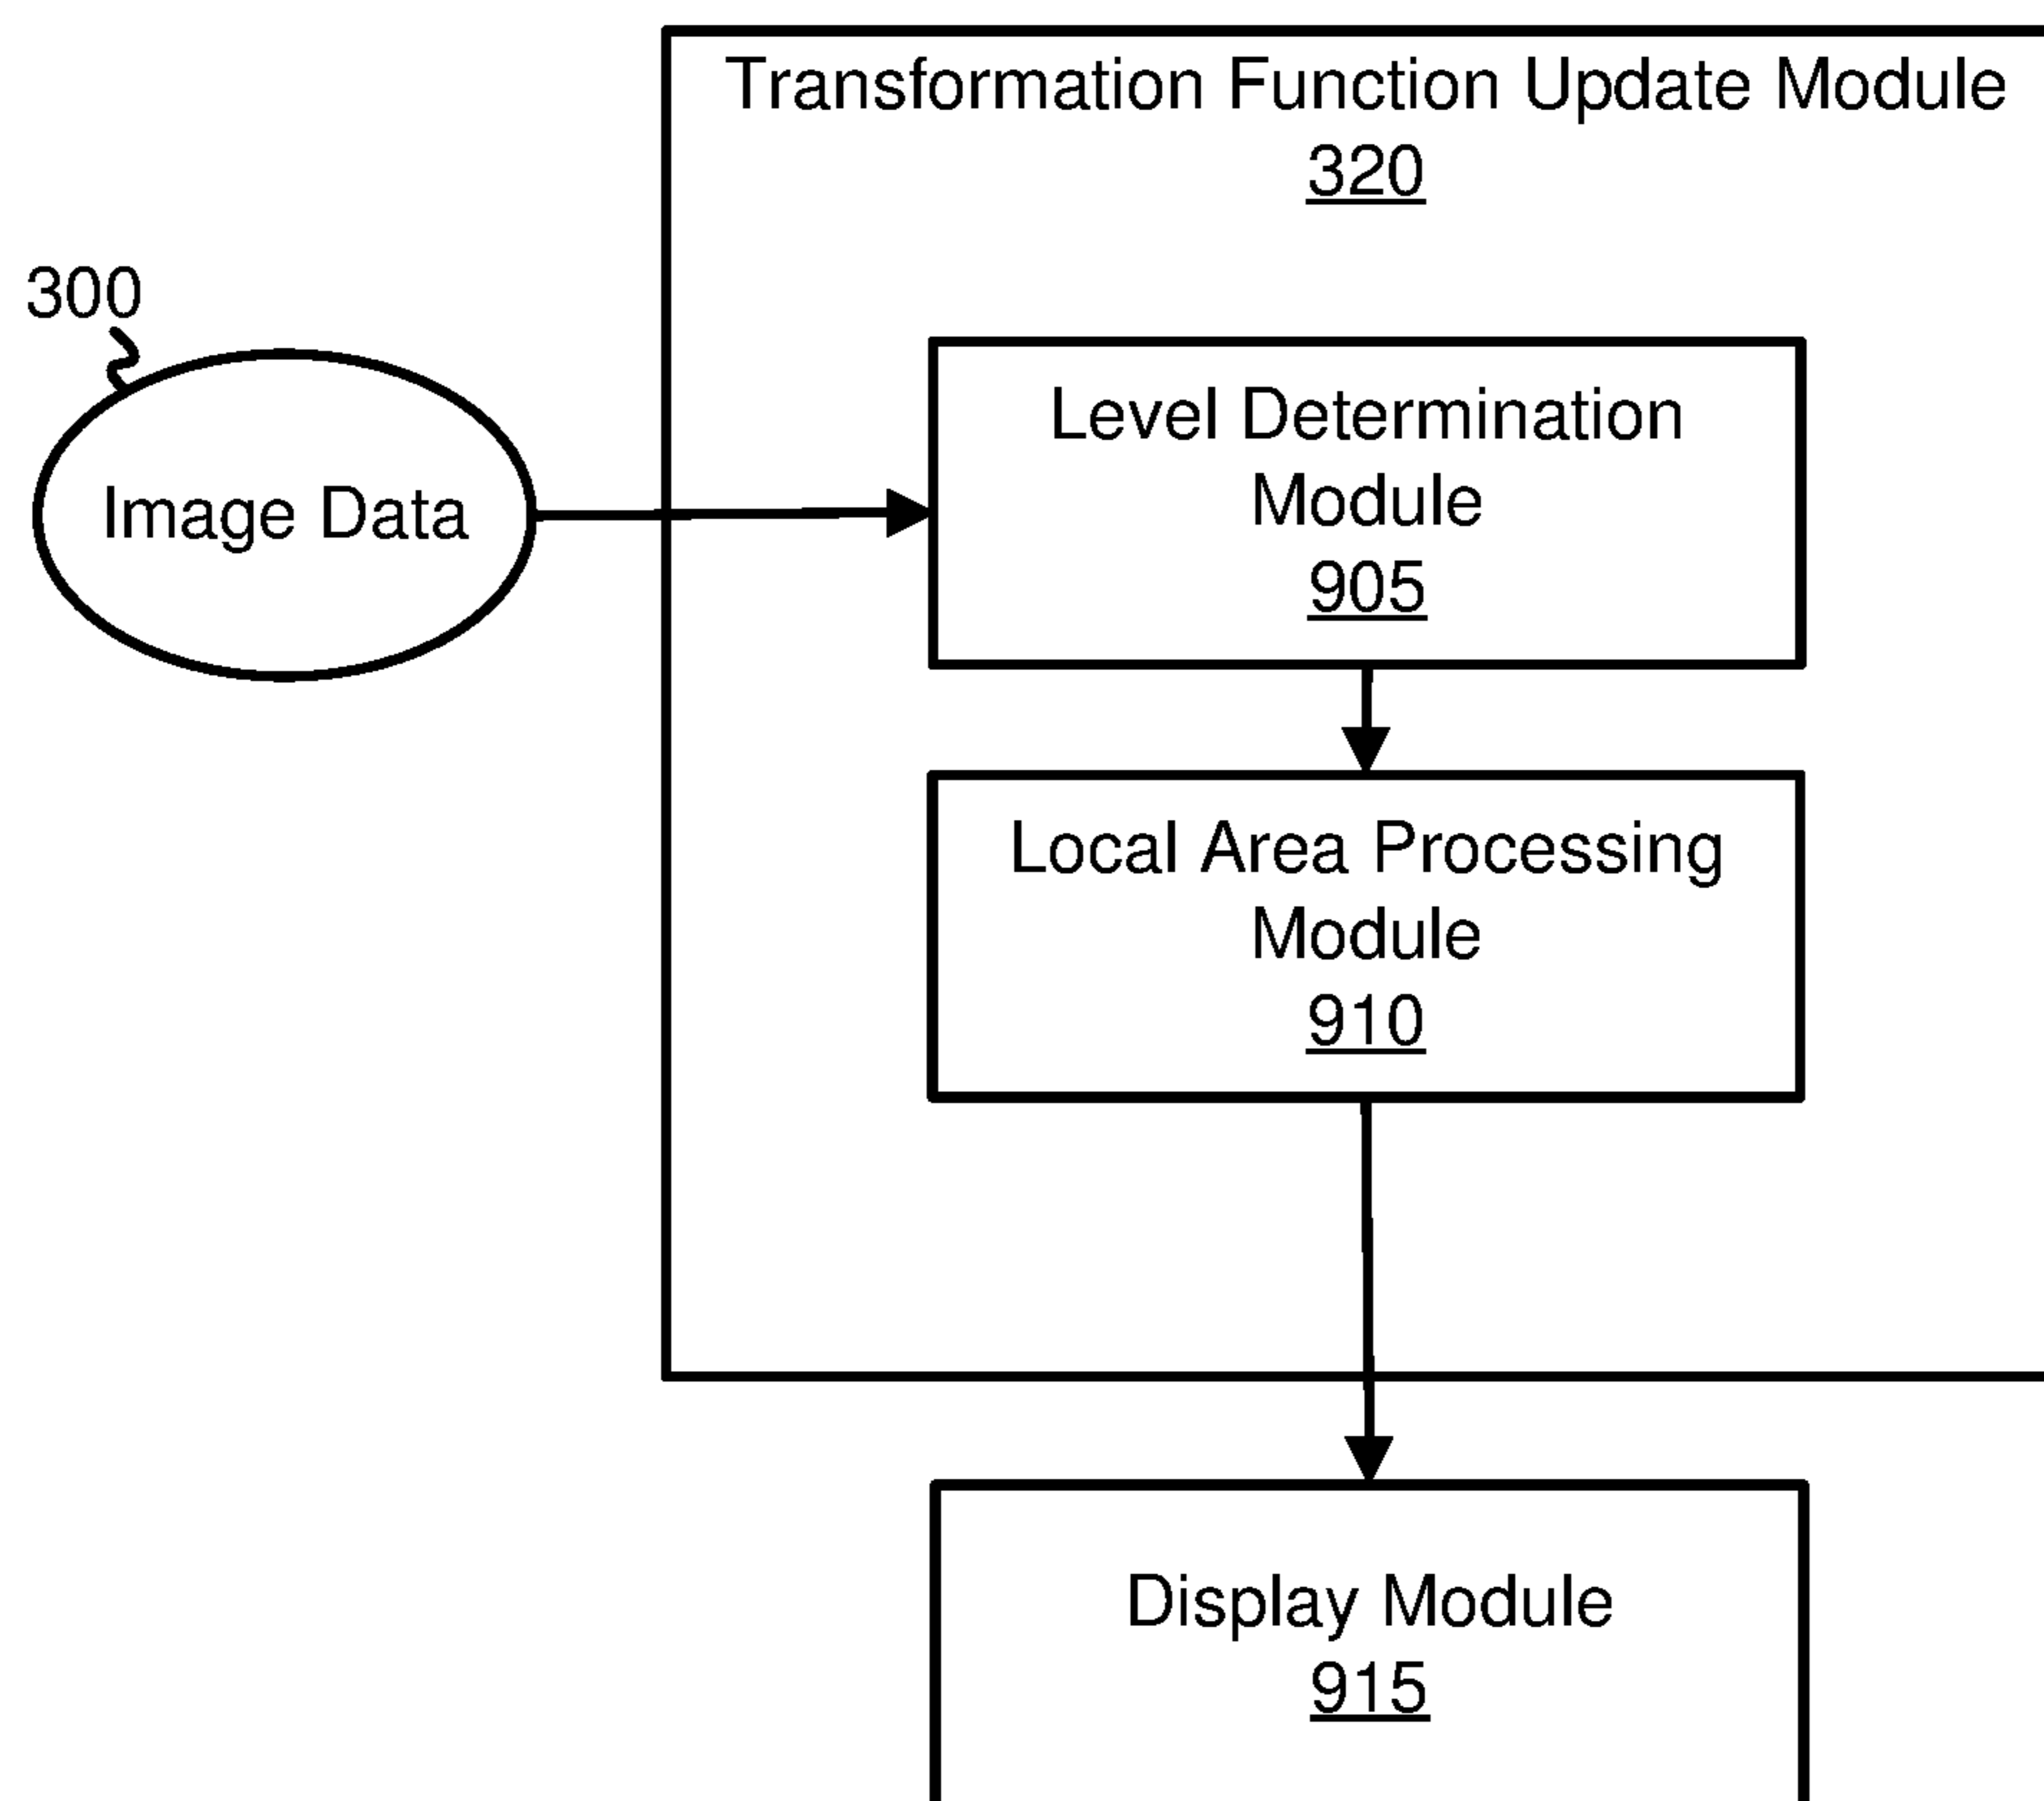 Transformation Function Update Module
320
300
Image Data
Level Determination
Module
905
Local Area Processing
Module
910
Display Module
915